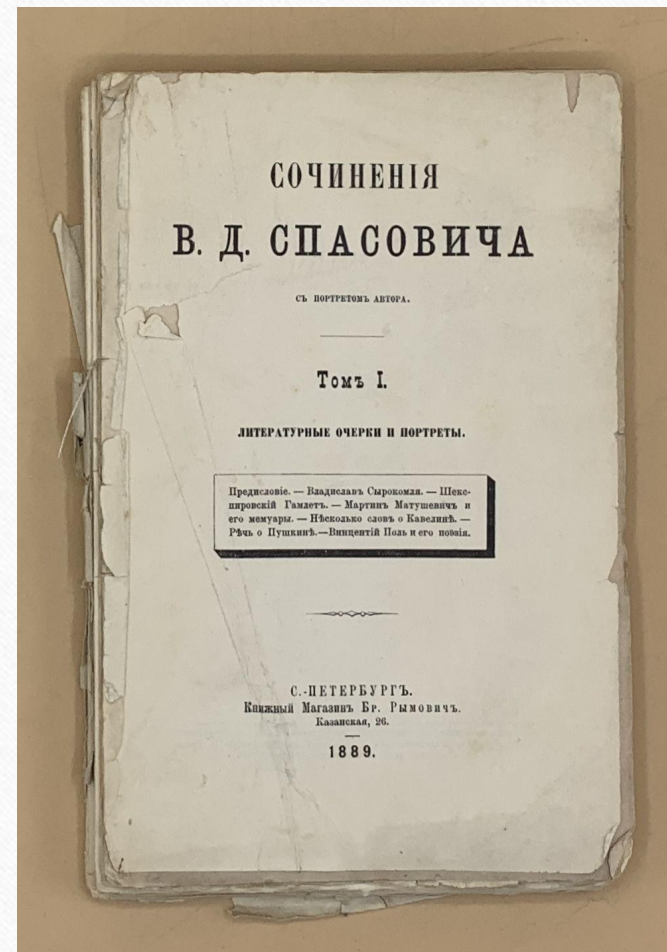 СОЧИНЕНІЯ
В. Д. СПАСОВИЧА
СЪ ПОРТРЕТОМЪ АВТОРА.
Томъ I.
ЛИТЕРАТУРНЫЕ ОЧЕРКИ И ПОРТРЕТЫ.
Предисловіе. — Владиславъ Сырокомля. — Шекс-
пировскій Гамлетъ. — Мартинъ Матушевичъ и
его мемуары. — Нѣсколько словъ о Кавелинѣ. —
Рѣчь о Пушкинѣ. — Винцентій Поль и его поэзія.
С.-ПЕТЕРБУРГЪ.
Книжный Магазинъ Бр. Рымовичъ.
Казанская, 26.
1889.